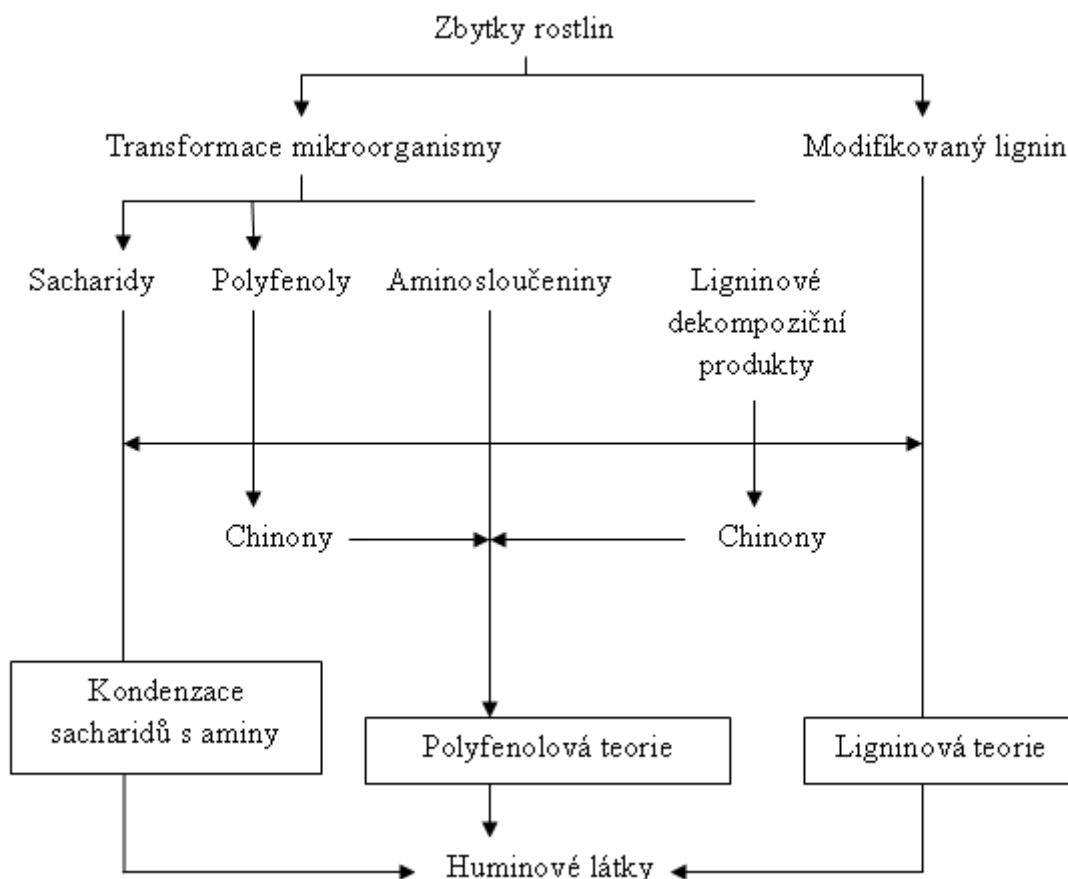 Zbytky rostlin
Transformace mikroorganismy
Modifikovaný lignin
Sacharidy
Polyfenoly
Aminosloučeniny
Ligninové
dekompoziční
produkty
Chinony
Chinony
Kondenzace
sacharidů s aminy
Polyfenolová teorie
Ligninová teorie
Huminové látky